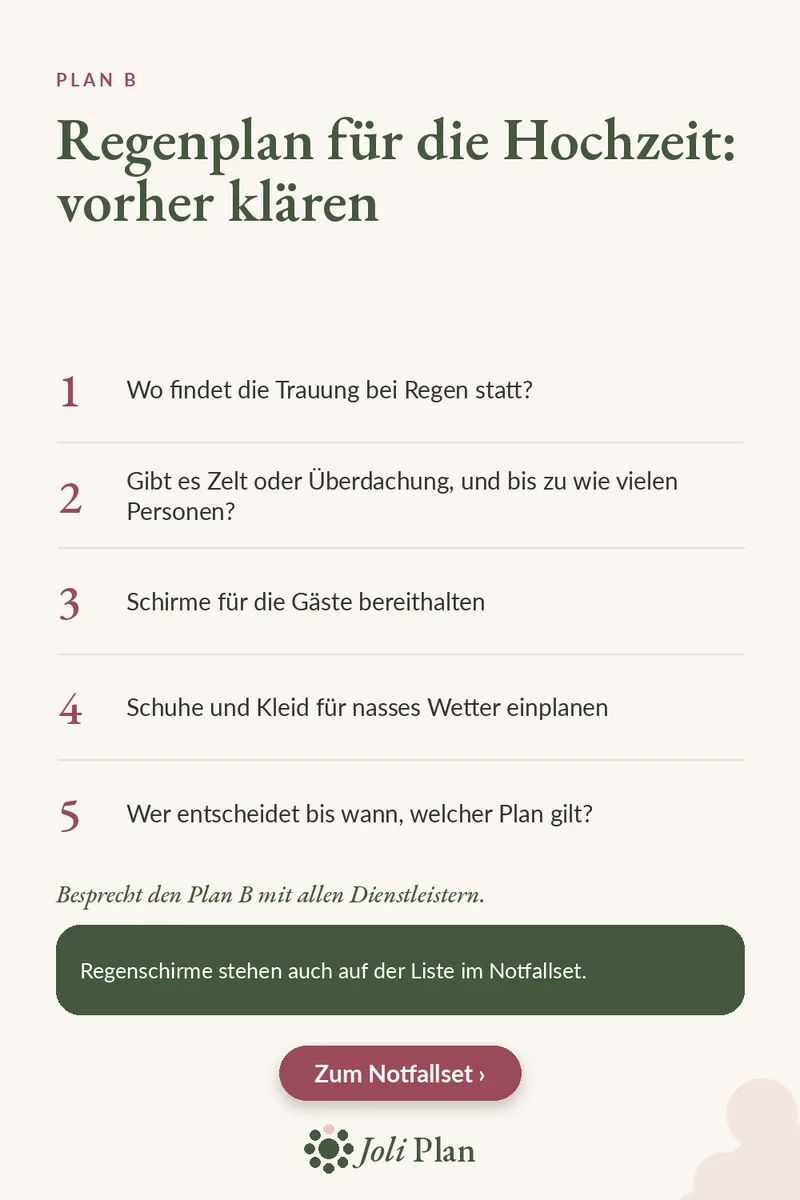 PLAN B
Regenplan für die Hochzeit:
vorher klären
1 Wo findet die Trauung bei Regen statt?
2 Gibt es Zelt oder Überdachung, und bis zu wie vielen
Personen?
3 Schirme für die Gäste bereithalten
4 Schuhe und Kleid für nasses Wetter einplanen
5 Wer entscheidet bis wann, welcher Plan gilt?
Besprecht den Plan B mit allen Dienstleistern.
Regenschirme stehen auch auf der Liste im Notfallset.
Zum Notfallset ›
Joli Plan